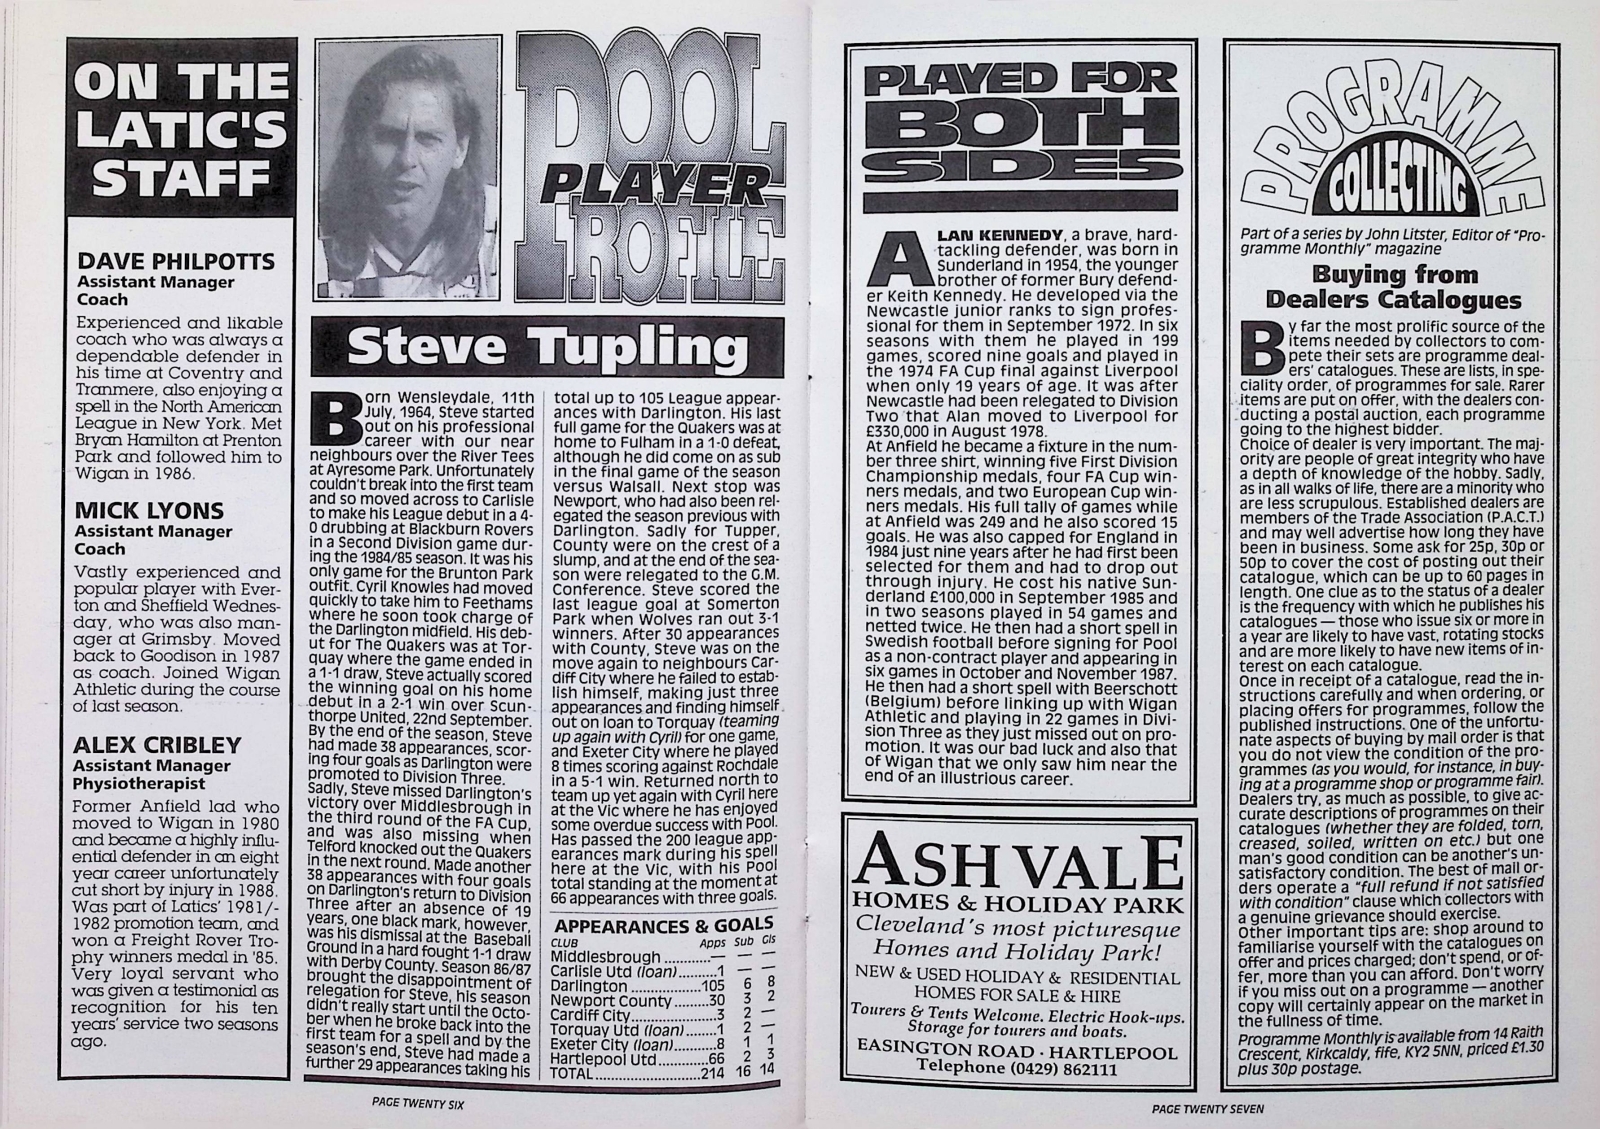 ON THE
LATIC'S
STAFF
DAVE PHILPOTTS
Assistant Manager
Coach
Experienced and likable
coach who was always a
dependable defender in
his time at Coventry and
Tranmere, also enjoying a
spell in the North American
League in New York. Met
Bryan Hamilton at Prenton
Park and followed him to
Wigan in 1986.
MICK LYONS
Assistant Manager
Coach
Vastly experienced and
popular player with Ever-
ton and Sheffield Wednes-
day, who was also man-
ager at Grimsby. Moved
back to Goodison in 1987
as coach. Joined Wigan
Athletic during the course
of last season.
ALEX CRIBLEY
Assistant Manager
Physiotherapist
Former Anfield lad who
moved to Wigan in 1980
and became a highly influ-
ential defender in an eight
year career unfortunately
cut short by injury in 1988.
Was part of Latics' 1981/-
1982 promotion team, and
won a Freight Rover Tro-
phy winners medal in '85.
Very loyal servant who
was given a testimonial as
recognition for his ten
years' service two seasons
ago.
POOL
PLAYER
PROFILE
Steve Tupling
Born Wensleydale, 11th
July, 1964, Steve started
out on his professional
career with our near
neighbours over the River Tees
at Ayresome Park. Unfortunately
couldn't break into the first team
and so moved across to Carlisle
to make his League debut in a 4-
0 drubbing at Blackburn Rovers
in a Second Division game dur-
ing the 1984/85 season. It was his
only game for the Brunton Park
outfit. Cyril Knowles had moved
quickly to take him to Feethams
where he soon took charge of
the Darlington midfield. His deb-
ut for The Quakers was at Tor-
quay where the game ended in
a 1-1 draw, Steve actually scored
the winning goal on his home
debut in a 2-1 win over Scun-
thorpe United, 22nd September.
By the end of the season, Steve
had made 38 appearances, scor-
ing four goals as Darlington were
promoted to Division Three.
Sadly, Steve missed Darlington's
victory over Middlesbrough in
the third round of the FA Cup,
and was also missing when
Telford knocked out the Quakers
in the next round. Made another
38 appearances with four goals
on Darlington's return to Division
Three after an absence of 19
years, one black mark, however,
was his dismissal at the Baseball
Ground in a hard fought 1-1 draw
with Derby County. Season 86/87
brought the disappointment of
relegation for Steve, his season
didn't really start until the Octo-
ber when he broke back into the
first team for a spell and by the
season's end, Steve had made a
further 29 appearances taking his
total up to 105 League appear-
ances with Darlington. His last
full game for the Quakers was at
home to Fulham in a 1-0 defeat,
although he did come on as sub
in the final game of the season
versus Walsall. Next stop was
Newport, who had also been rel-
egated the season previous with
Darlington. Sadly for Tupper,
County were on the crest of a
slump, and at the end of the sea-
son were relegated to the G.M.
Conference. Steve scored the
last league goal at Somerton
Park when Wolves ran out 3-1
winners. After 30 appearances
with County, Steve was on the
move again to neighbours Car-
diff City where he failed to estab-
lish himself, making just three
appearances and finding himself
out on loan to Torquay (teaming
up again with Cyril) for one game,
and Exeter City where he played
8 times scoring against Rochdale
in a 5-1 win. Returned north to
team up yet again with Cyril here
at the Vic where he has enjoyed
some overdue success with Pool.
Has passed the 200 league app-
earances mark during his spell
here at the Vic, with his Pool
total standing at the moment at
66 appearances with three goals.
APPEARANCES & GOALS
CLUB Apps Sub Gls
Middlesbrough ........— — —
Carlisle Utd (loan)..........1 — —
Darlington ..................105 6 8
Newport County .........30 3 2
Cardiff City....................3 2 —
Torquay Utd (loan)........1 2 —
Exeter City (loan)..........8 1 1
Hartlepool Utd .............66 2 3
TOTAL........................214 16 14
PAGE TWENTY SIX
PLAYED FOR
BOTH
SIDES
ALAN KENNEDY, a brave, hard-
tackling defender, was born in
Sunderland in 1954, the younger
brother of former Bury defend-
er Keith Kennedy. He developed via the
Newcastle junior ranks to sign profes-
sional for them in September 1972. In six
seasons with them he played in 199
games, scored nine goals and played in
the 1974 FA Cup final against Liverpool
when only 19 years of age. It was after
Newcastle had been relegated to Division
Two that Alan moved to Liverpool for
£330,000 in August 1978.
At Anfield he became a fixture in the num-
ber three shirt, winning five First Division
Championship medals, four FA Cup win-
ners medals, and two European Cup win-
ners medals. His full tally of games while
at Anfield was 249 and he also scored 15
goals. He was also capped for England in
1984 just nine years after he had first been
selected for them and had to drop out
through injury. He cost his native Sun-
derland £100,000 in September 1985 and
in two seasons played in 54 games and
netted twice. He then had a short spell in
Swedish football before signing for Pool
as a non-contract player and appearing in
six games in October and November 1987.
He then had a short spell with Beerschott
(Belgium) before linking up with Wigan
Athletic and playing in 22 games in Divi-
sion Three as they just missed out on pro-
motion. It was our bad luck and also that
of Wigan that we only saw him near the
end of an illustrious career.
ASH VALE
HOMES & HOLIDAY PARK
Cleveland's most picturesque
Homes and Holiday Park!
NEW & USED HOLIDAY & RESIDENTIAL
HOMES FOR SALE & HIRE
Tourers & Tents Welcome. Electric Hook-ups.
Storage for tourers and boats.
EASINGTON ROAD · HARTLEPOOL
Telephone (0429) 862111
PROGRAMME
COLLECTING
Part of a series by John Litster, Editor of "Pro-
gramme Monthly" magazine
Buying from
Dealers Catalogues
By far the most prolific source of the
items needed by collectors to com-
pete their sets are programme deal-
ers' catalogues. These are lists, in spe-
ciality order, of programmes for sale. Rarer
items are put on offer, with the dealers con-
ducting a postal auction, each programme
going to the highest bidder.
Choice of dealer is very important. The maj-
ority are people of great integrity who have
a depth of knowledge of the hobby. Sadly,
as in all walks of life, there are a minority who
are less scrupulous. Established dealers are
members of the Trade Association (P.A.C.T.)
and may well advertise how long they have
been in business. Some ask for 25p, 30p or
50p to cover the cost of posting out their
catalogue, which can be up to 60 pages in
length. One clue as to the status of a dealer
is the frequency with which he publishes his
catalogues — those who issue six or more in
a year are likely to have vast, rotating stocks
and are more likely to have new items of in-
terest on each catalogue.
Once in receipt of a catalogue, read the in-
structions carefully and when ordering, or
placing offers for programmes, follow the
published instructions. One of the unfortu-
nate aspects of buying by mail order is that
you do not view the condition of the pro-
grammes (as you would, for instance, in buy-
ing at a programme shop or programme fair).
Dealers try, as much as possible, to give ac-
curate descriptions of programmes on their
catalogues (whether they are folded, torn,
creased, soiled, written on etc.) but one
man's good condition can be another's un-
satisfactory condition. The best of mail or-
ders operate a "full refund if not satisfied
with condition" clause which collectors with
a genuine grievance should exercise.
Other important tips are: shop around to
familiarise yourself with the catalogues on
offer and prices charged; don't spend, or of-
fer, more than you can afford. Don't worry
if you miss out on a programme — another
copy will certainly appear on the market in
the fullness of time.
Programme Monthly is available from 14 Raith
Crescent, Kirkcaldy, fife, KY2 5NN, priced £1.30
plus 30p postage.
PAGE TWENTY SEVEN